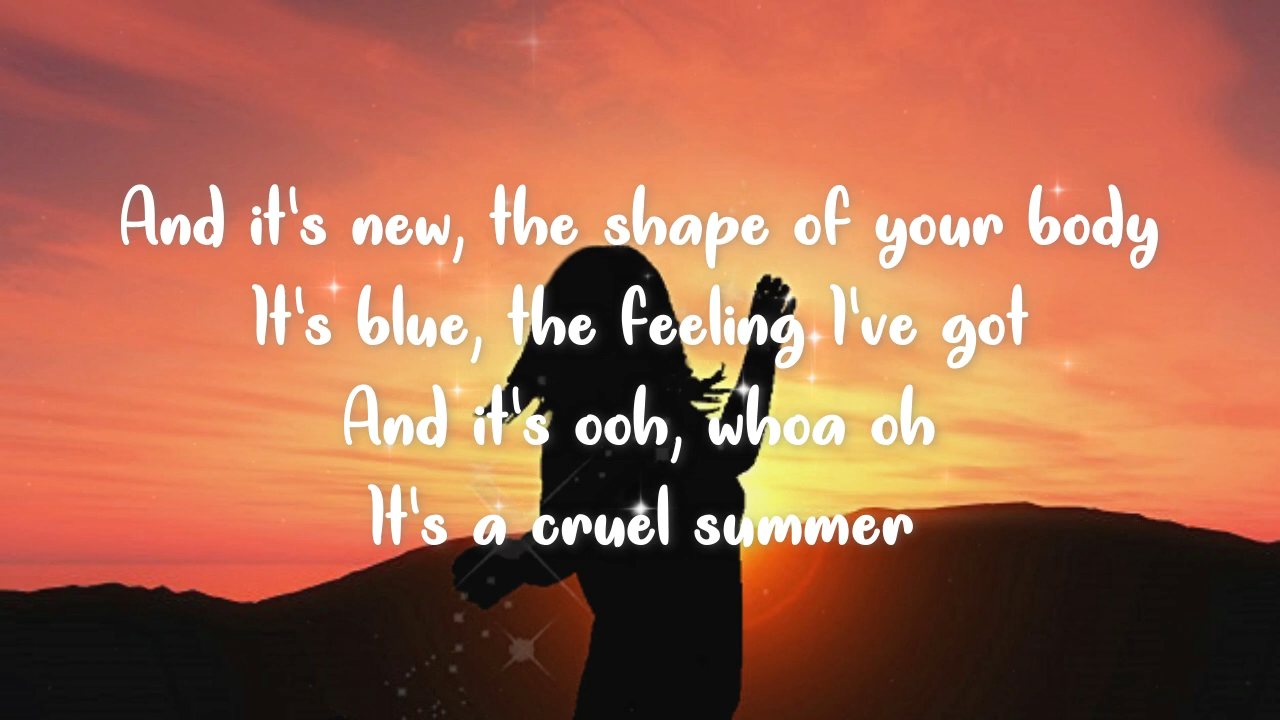 And it's new, the shape of your body
It's blue, the feeling I've got
And it's ooh, whoa oh
It's a cruel summer